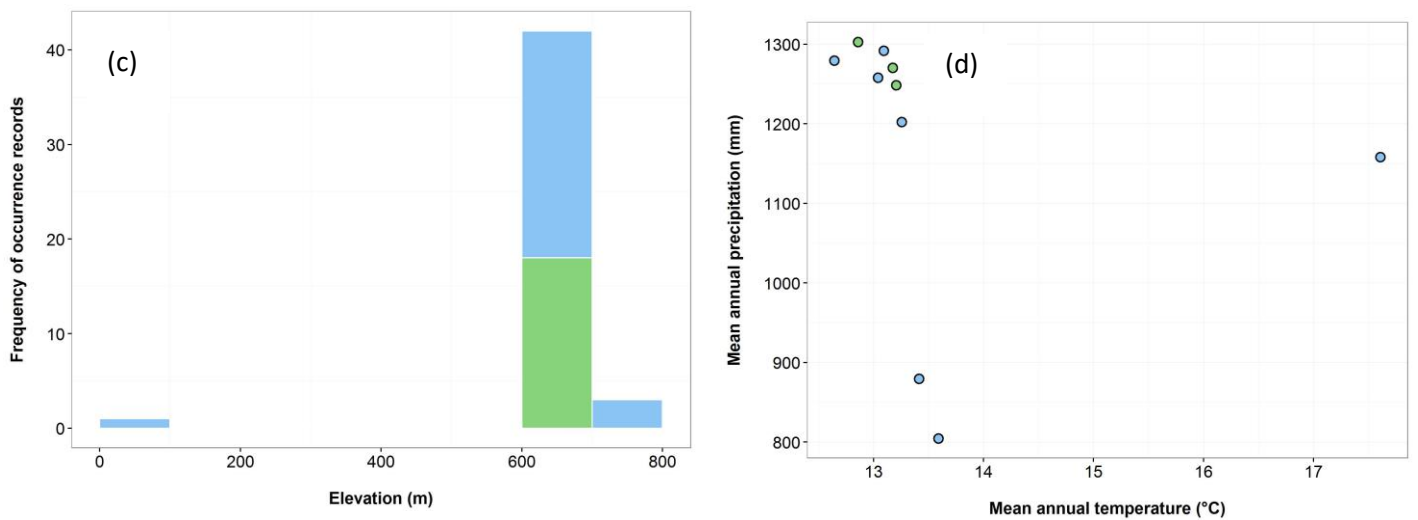 (c)
Frequency of occurrence records
40
30
20
10
0
0 200 400 600 800
Elevation (m)
(d)
Mean annual precipitation (mm)
1300
1200
1100
1000
900
800
13 14 15 16 17
Mean annual temperature (°C)